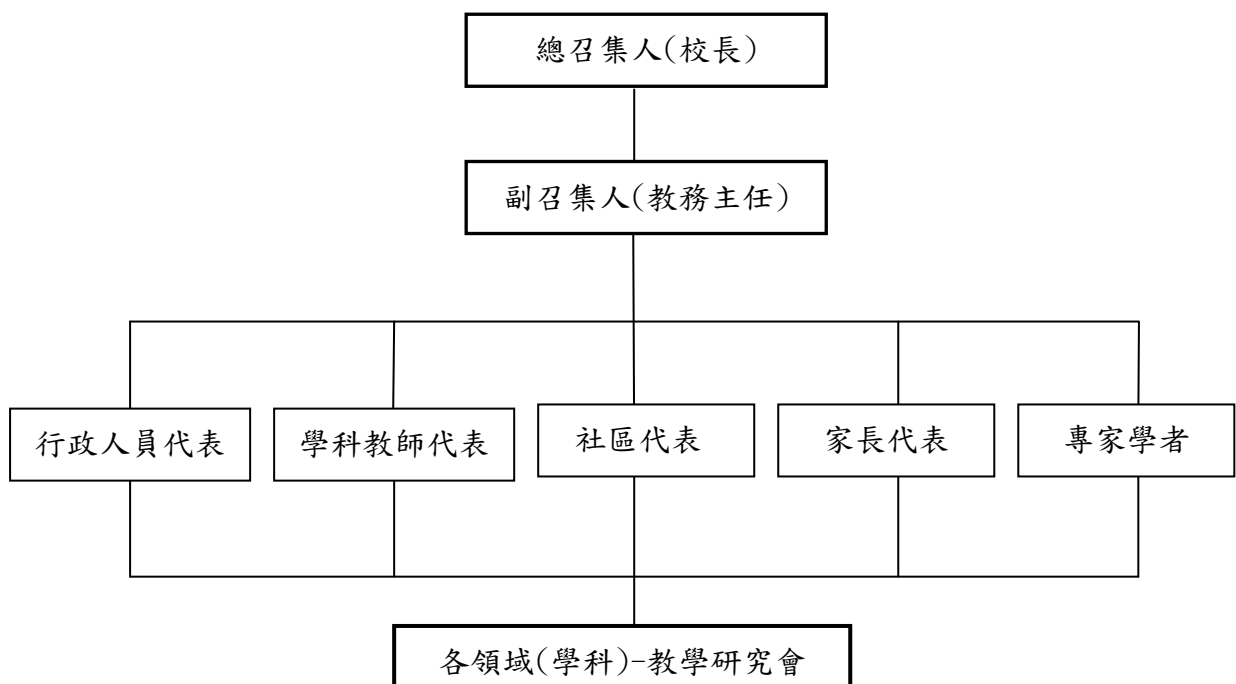 總召集人(校長)
副召集人(教務主任)
行政人員代表
學科教師代表
社區代表
家長代表
專家學者
各領域(學科)-教學研究會